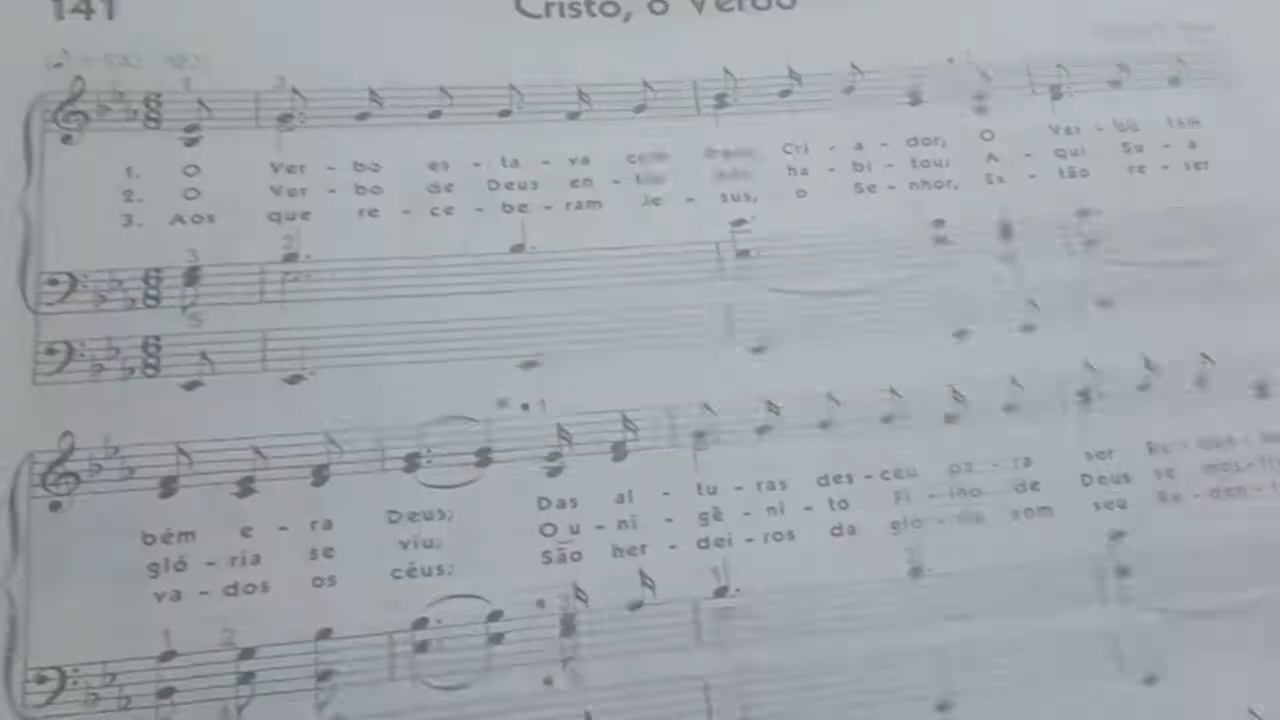 141
Cristo, o Verbo
1. O Ver - bo es - ta - va com Cri - a - dor, O Ver - bo tam
2. O Ver - bo de Deus en - ha - bi - tou; A - qui Su - a
3. Aos que re - ce - be - ram Je - sus, o Se - nhor, Es - tão re - ser
bém e - ra Deus; Das al - tu - ras des - ceu pa - ra ser
gló - ria se viu; O u - ni - gê - ni - to de Deus se
va - dos os céus; São her - dei - ros da com seu